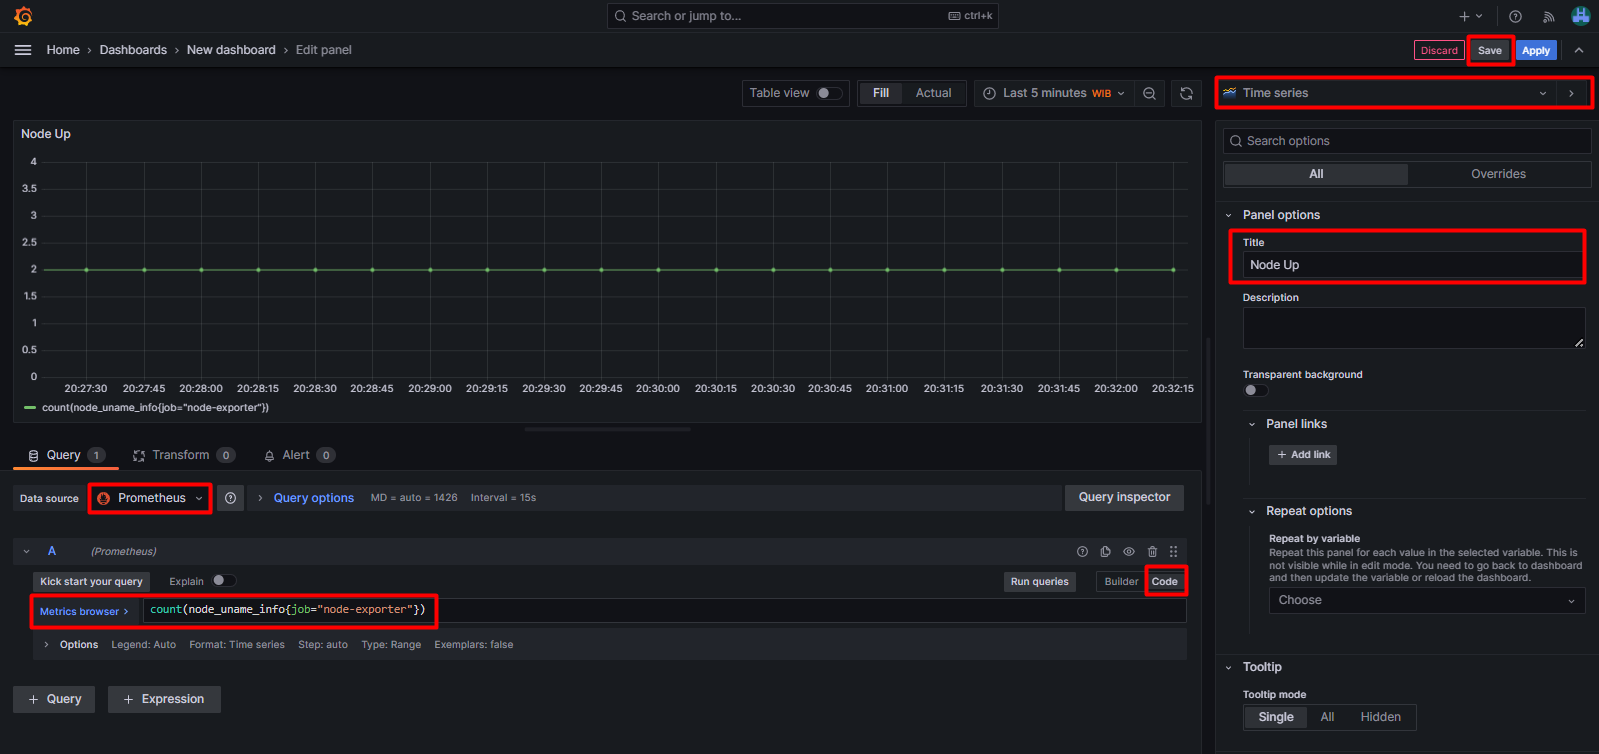 Search or jump to...
ctrl+k
Home › Dashboards › New dashboard › Edit panel
Discard
Save
Apply
Table view
Fill
Actual
Last 5 minutes WIB
Time series
Node Up
4
3.5
3
2.5
2
1.5
1
0.5
0
20:27:30 20:27:45 20:28:00 20:28:15 20:28:30 20:28:45 20:29:00 20:29:15 20:29:30 20:29:45 20:30:00 20:30:15 20:30:30 20:30:45 20:31:00 20:31:15 20:31:30 20:31:45 20:32:00 20:32:15
count(node_uname_info{job="node-exporter"})
Query 1
Transform 0
Alert 0
Data source
Prometheus
Query options
MD = auto = 1426
Interval = 15s
Query inspector
A
(Prometheus)
Kick start your query
Explain
Run queries
Builder
Code
Metrics browser >
count(node_uname_info{job="node-exporter"})
Options
Legend: Auto
Format: Time series
Step: auto
Type: Range
Exemplars: false
+ Query
+ Expression
Search options
All
Overrides
Panel options
Title
Node Up
Description
Transparent background
Panel links
+ Add link
Repeat options
Repeat by variable
Repeat this panel for each value in the selected variable. This is
not visible while in edit mode. You need to go back to dashboard
and then update the variable or reload the dashboard.
Choose
Tooltip
Tooltip mode
Single
All
Hidden